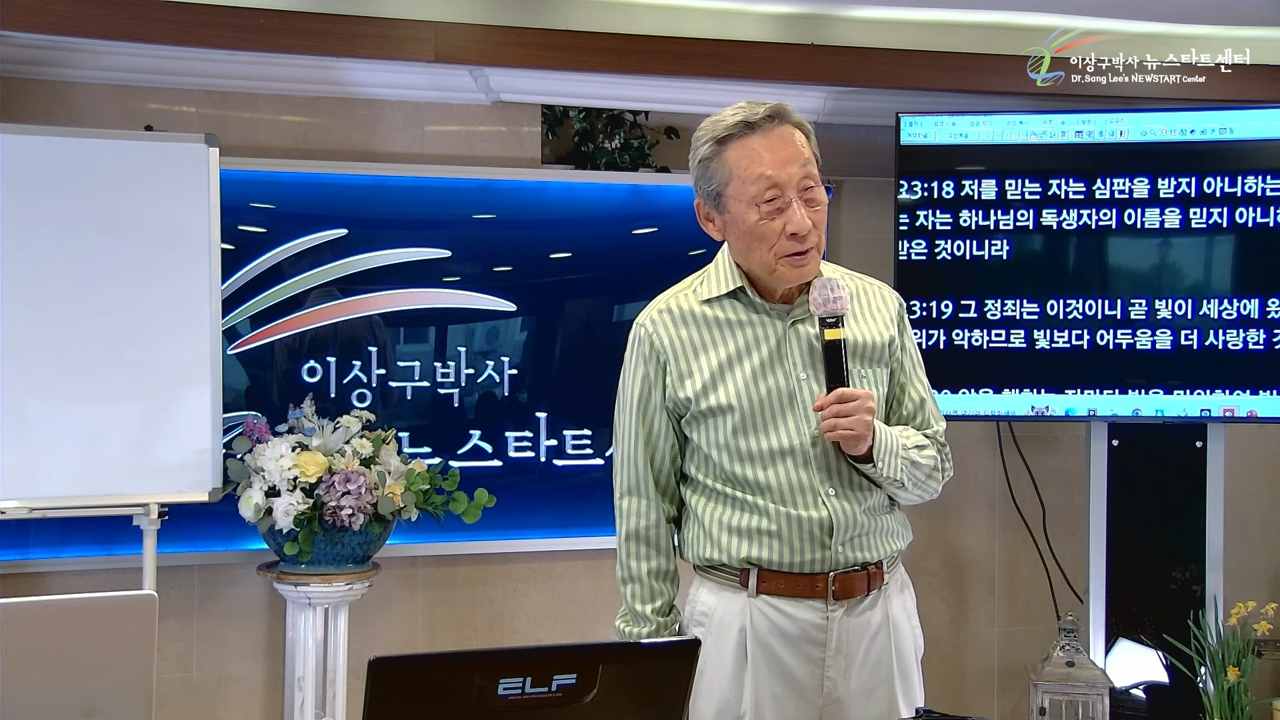 이상구박사 뉴스타트센터
Dr. Sang Lee's NEWSTART Center
이상구박사
뉴스타트
3:18 저를 믿는 자는 심판을 받지 아니하는
는 자는 하나님의 독생자의 이름을 믿지 아니하
받은 것이니라
3:19 그 정죄는 이것이니 곧 빛이 세상에 왔
위가 악하므로 빛보다 어두움을 더 사랑한 것
ELF